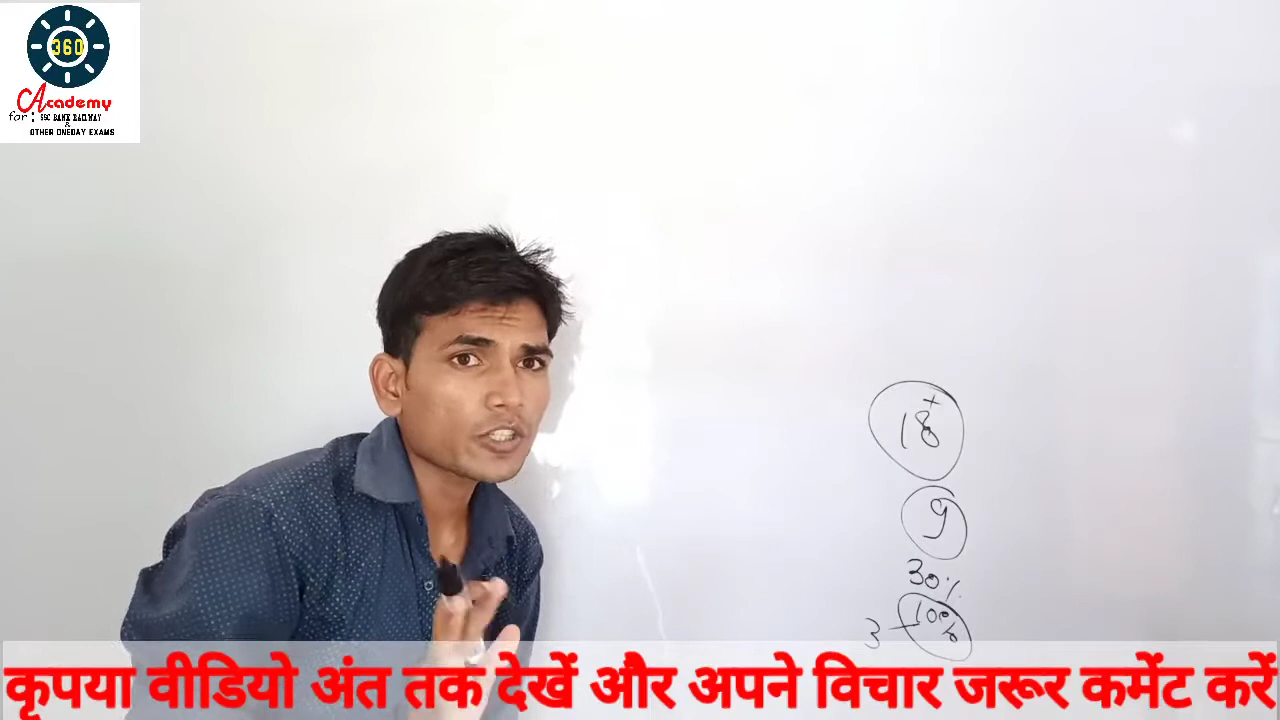 360
Academy
for: SSC BANK RAILWAY
&
OTHER ONEDAY EXAMS
18+
9
30%
100%
3
कृपया वीडियो अंत तक देखें और अपने विचार जरूर कमेंट करें